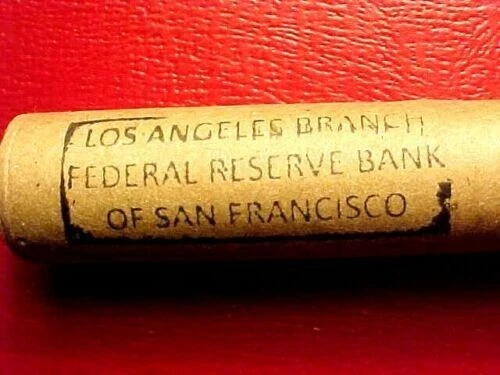 LOS ANGELES BRANCH
FEDERAL RESERVE BANK
OF SAN FRANCISCO